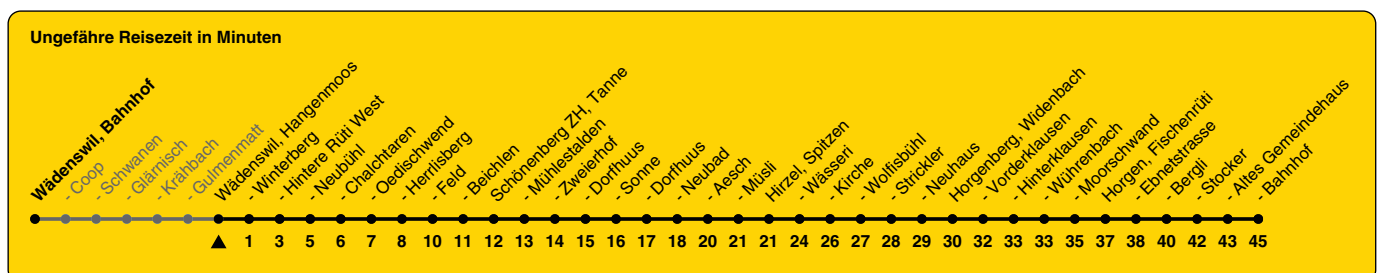 Ungefähre Reisezeit in Minuten
Wädenswil, Bahnhof
- Coop
- Schwanen
- Glärnisch
- Krähbach
- Gulmenmatt
Wädenswil, Hangenmoos
- Winterberg
- Hintere Rüti West
- Neubühl
- Chalchtaren
- Oedischwend
- Herrlisberg
- Feld
- Beichlen
Schönenberg ZH, Tanne
- Mühlestalden
- Zweierhof
- Dorfhuus
- Sonne
- Dorfhuus
- Neubad
- Aesch
- Müsli
Hirzel, Spitzen
- Wässeri
- Kirche
- Wolfisbühl
- Strickler
- Neuhaus
Horgenberg, Widenbach
- Vorderklausen
- Hinterklausen
- Wührenbach
- Moorschwand
Horgen, Fischenrüti
- Ebnetstrasse
- Bergli
- Stocker
- Altes Gemeindehaus
- Bahnhof
1 3 5 6 7 8 10 11 12 13 14 15 16 17 18 20 21 21 24 26 27 28 29 30 32 33 33 35 37 38 40 42 43 45